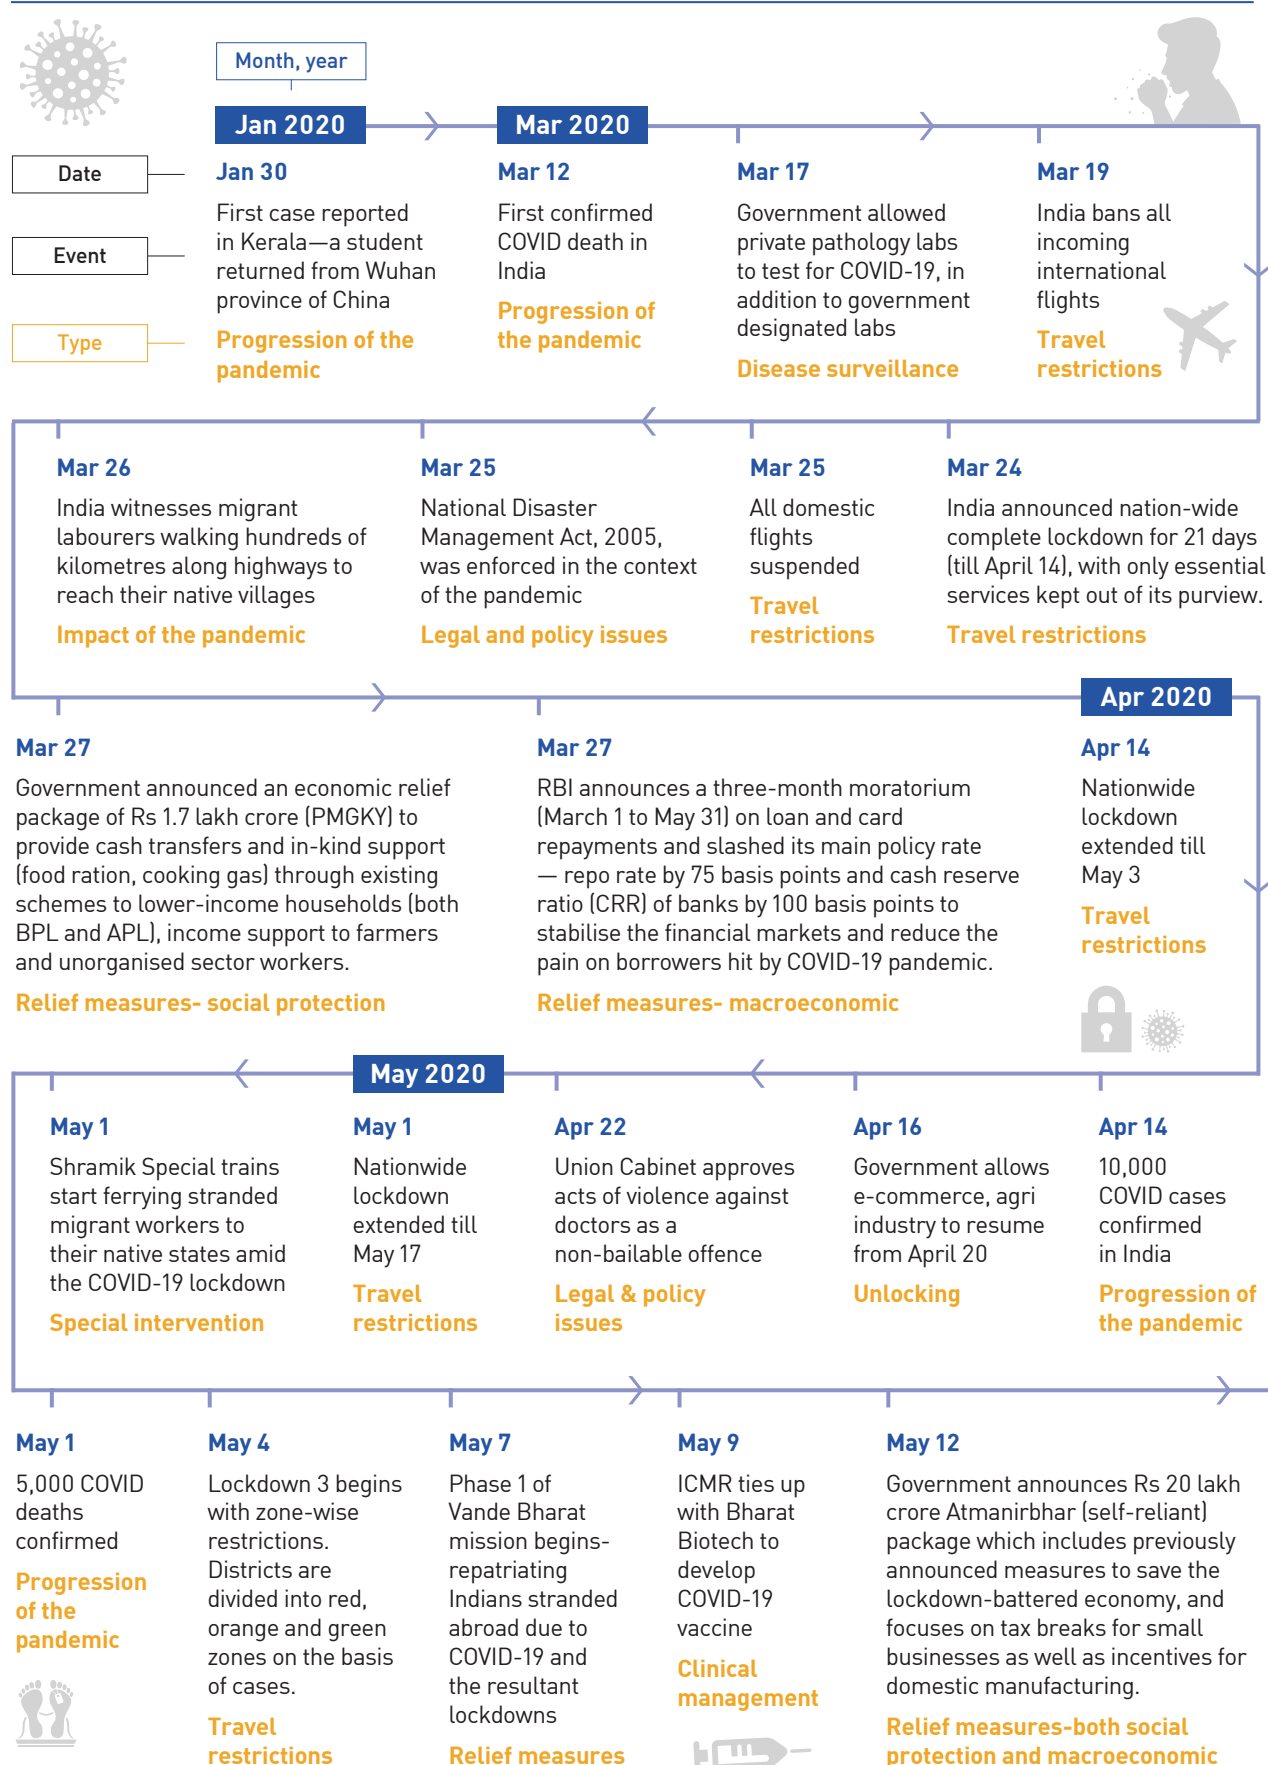 Month, year
Date
Event
Type
Jan 2020
Jan 30
First case reported
in Kerala—a student
returned from Wuhan
province of China
Progression of the
pandemic
Mar 2020
Mar 12
First confirmed
COVID death in
India
Progression of
the pandemic
Mar 17
Government allowed
private pathology labs
to test for COVID-19, in
addition to government
designated labs
Disease surveillance
Mar 19
India bans all
incoming
international
flights
Travel
restrictions
Mar 24
India announced nation-wide
complete lockdown for 21 days
(till April 14), with only essential
services kept out of its purview.
Travel restrictions
Mar 25
All domestic
flights
suspended
Travel
restrictions
Mar 25
National Disaster
Management Act, 2005,
was enforced in the context
of the pandemic
Legal and policy issues
Mar 26
India witnesses migrant
labourers walking hundreds of
kilometres along highways to
reach their native villages
Impact of the pandemic
Mar 27
Government announced an economic relief
package of Rs 1.7 lakh crore (PMGKY) to
provide cash transfers and in-kind support
(food ration, cooking gas) through existing
schemes to lower-income households (both
BPL and APL), income support to farmers
and unorganised sector workers.
Relief measures- social protection
Mar 27
RBI announces a three-month moratorium
(March 1 to May 31) on loan and card
repayments and slashed its main policy rate
— repo rate by 75 basis points and cash reserve
ratio (CRR) of banks by 100 basis points to
stabilise the financial markets and reduce the
pain on borrowers hit by COVID-19 pandemic.
Relief measures- macroeconomic
Apr 2020
Apr 14
Nationwide
lockdown
extended till
May 3
Travel
restrictions
Apr 14
10,000
COVID cases
confirmed
in India
Progression of
the pandemic
Apr 16
Government allows
e-commerce, agri
industry to resume
from April 20
Unlocking
Apr 22
Union Cabinet approves
acts of violence against
doctors as a
non-bailable offence
Legal & policy
issues
May 2020
May 1
Nationwide
lockdown
extended till
May 17
Travel
restrictions
May 1
Shramik Special trains
start ferrying stranded
migrant workers to
their native states amid
the COVID-19 lockdown
Special intervention
May 1
5,000 COVID
deaths
confirmed
Progression
of the
pandemic
May 4
Lockdown 3 begins
with zone-wise
restrictions.
Districts are
divided into red,
orange and green
zones on the basis
of cases.
Travel
restrictions
May 7
Phase 1 of
Vande Bharat
mission begins-
repatriating
Indians stranded
abroad due to
COVID-19 and
the resultant
lockdowns
Relief measures
May 9
ICMR ties up
with Bharat
Biotech to
develop
COVID-19
vaccine
Clinical
management
May 12
Government announces Rs 20 lakh
crore Atmanirbhar (self-reliant)
package which includes previously
announced measures to save the
lockdown-battered economy, and
focuses on tax breaks for small
businesses as well as incentives for
domestic manufacturing.
Relief measures-both social
protection and macroeconomic